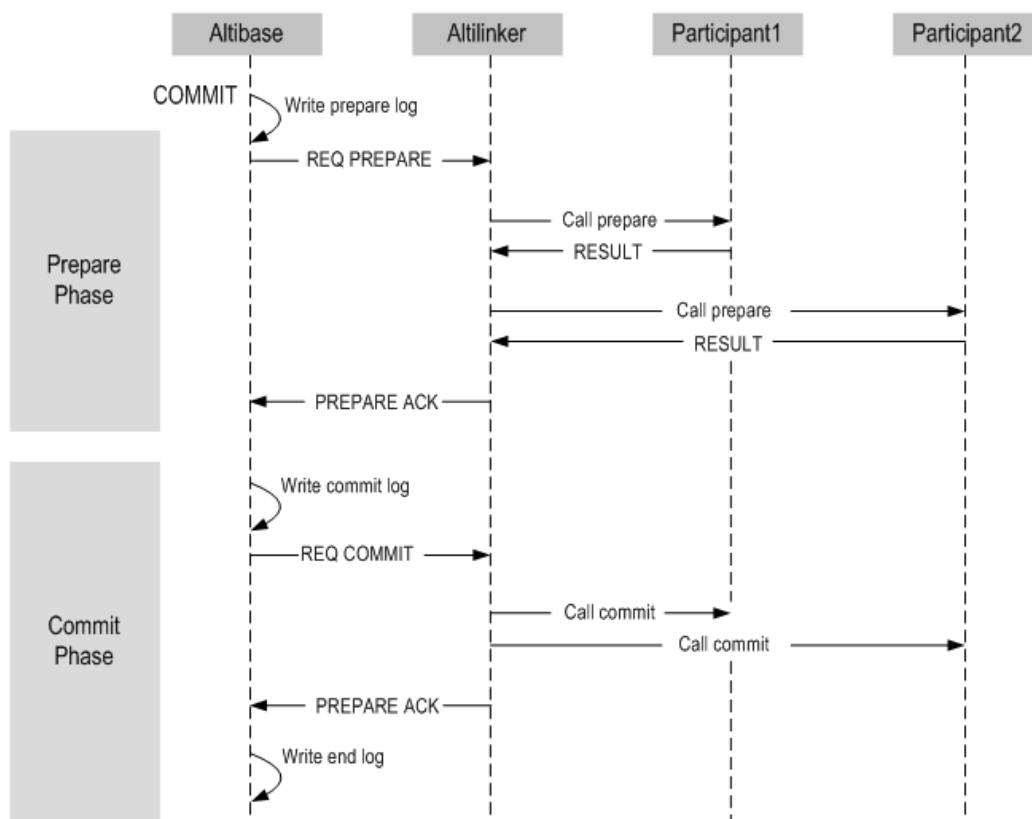 Altibase
Altilinker
Participant1
Participant2
COMMIT
Write prepare log
REQ PREPARE
Call prepare
RESULT
Prepare
Phase
Call prepare
RESULT
PREPARE ACK
Write commit log
REQ COMMIT
Call commit
Commit
Phase
Call commit
PREPARE ACK
Write end log